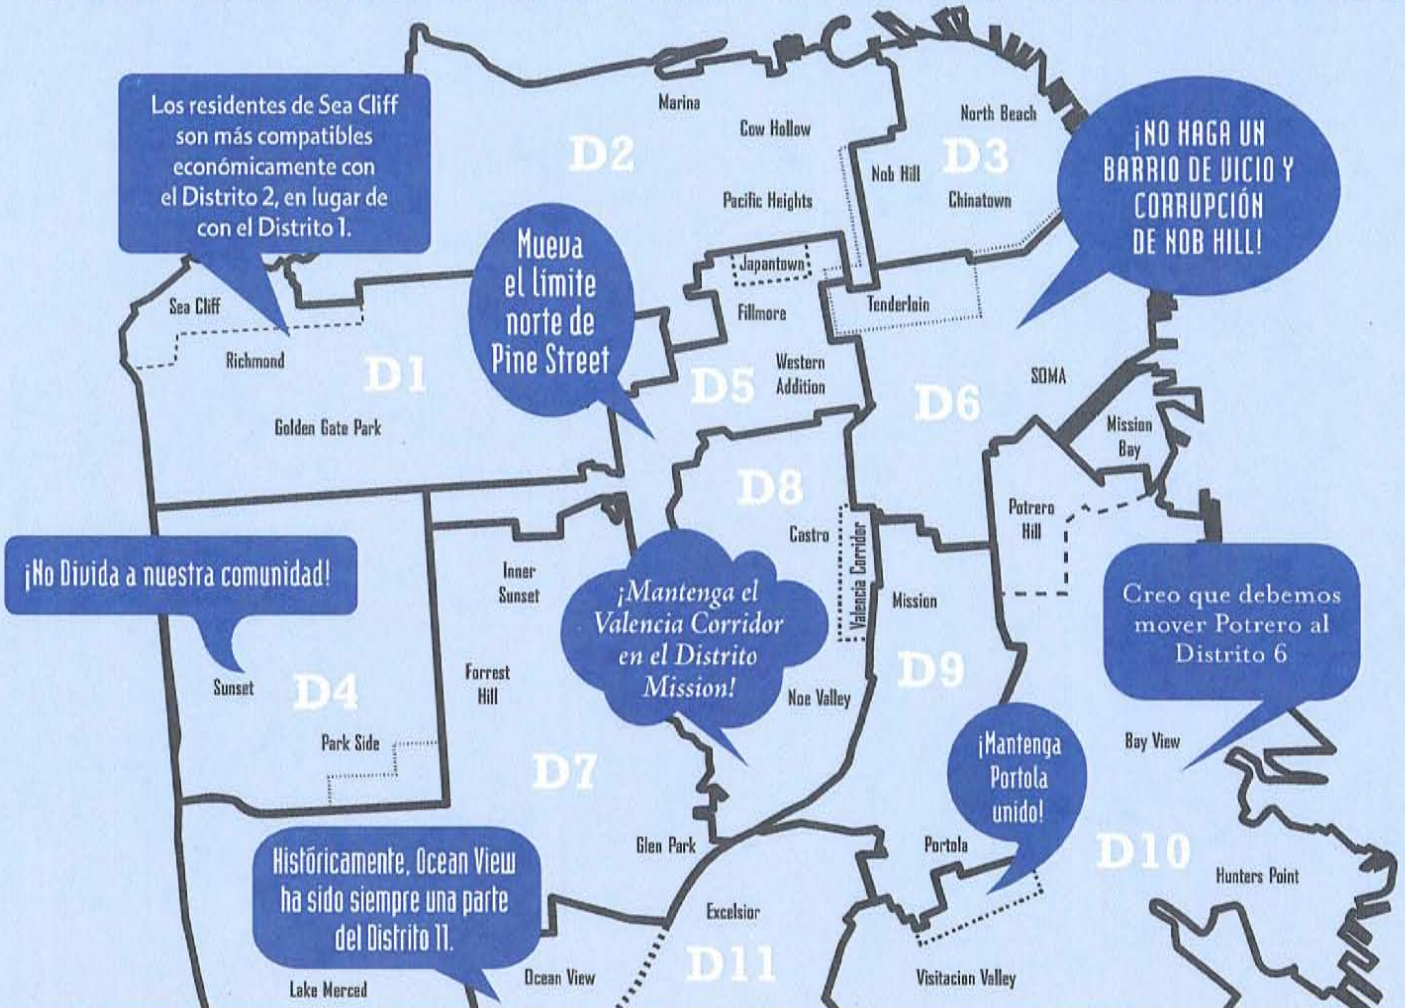 Marina
Cow Hollow
North Beach
Los residentes de Sea Cliff
son más compatibles
económicamente con
el Distrito 2, en lugar de
con el Distrito 1.
D2
D3
¡NO HAGA UN
BARRIO DE VICIO Y
CORRUPCIÓN
DE NOB HILL!
Nob Hill
Pacific Heights
Chinatown
Mueva
el límite
norte de
Pine Street
Japantown
Sea Cliff
Fillmore
Tenderloin
Richmond
D1
Western
Addition
D5
SOMA
D6
Golden Gate Park
Mission
Bay
D8
Potrero
Hill
Castro
Valencia Corridor
¡No Divida a nuestra comunidad!
Inner
Sunset
¡Mantenga el
Valencia Corridor
en el Distrito
Mission!
Mission
Creo que debemos
mover Potrero al
Distrito 6
Sunset
D4
Forrest
Hill
Noe Valley
D9
Park Side
D7
¡Mantenga
Portola
unido!
Bay View
Glen Park
Portola
D10
Hunters Point
Históricamente, Ocean View
ha sido siempre una parte
del Distrito 11.
Excelsior
D11
Ocean View
Visitacion Valley
Lake Merced